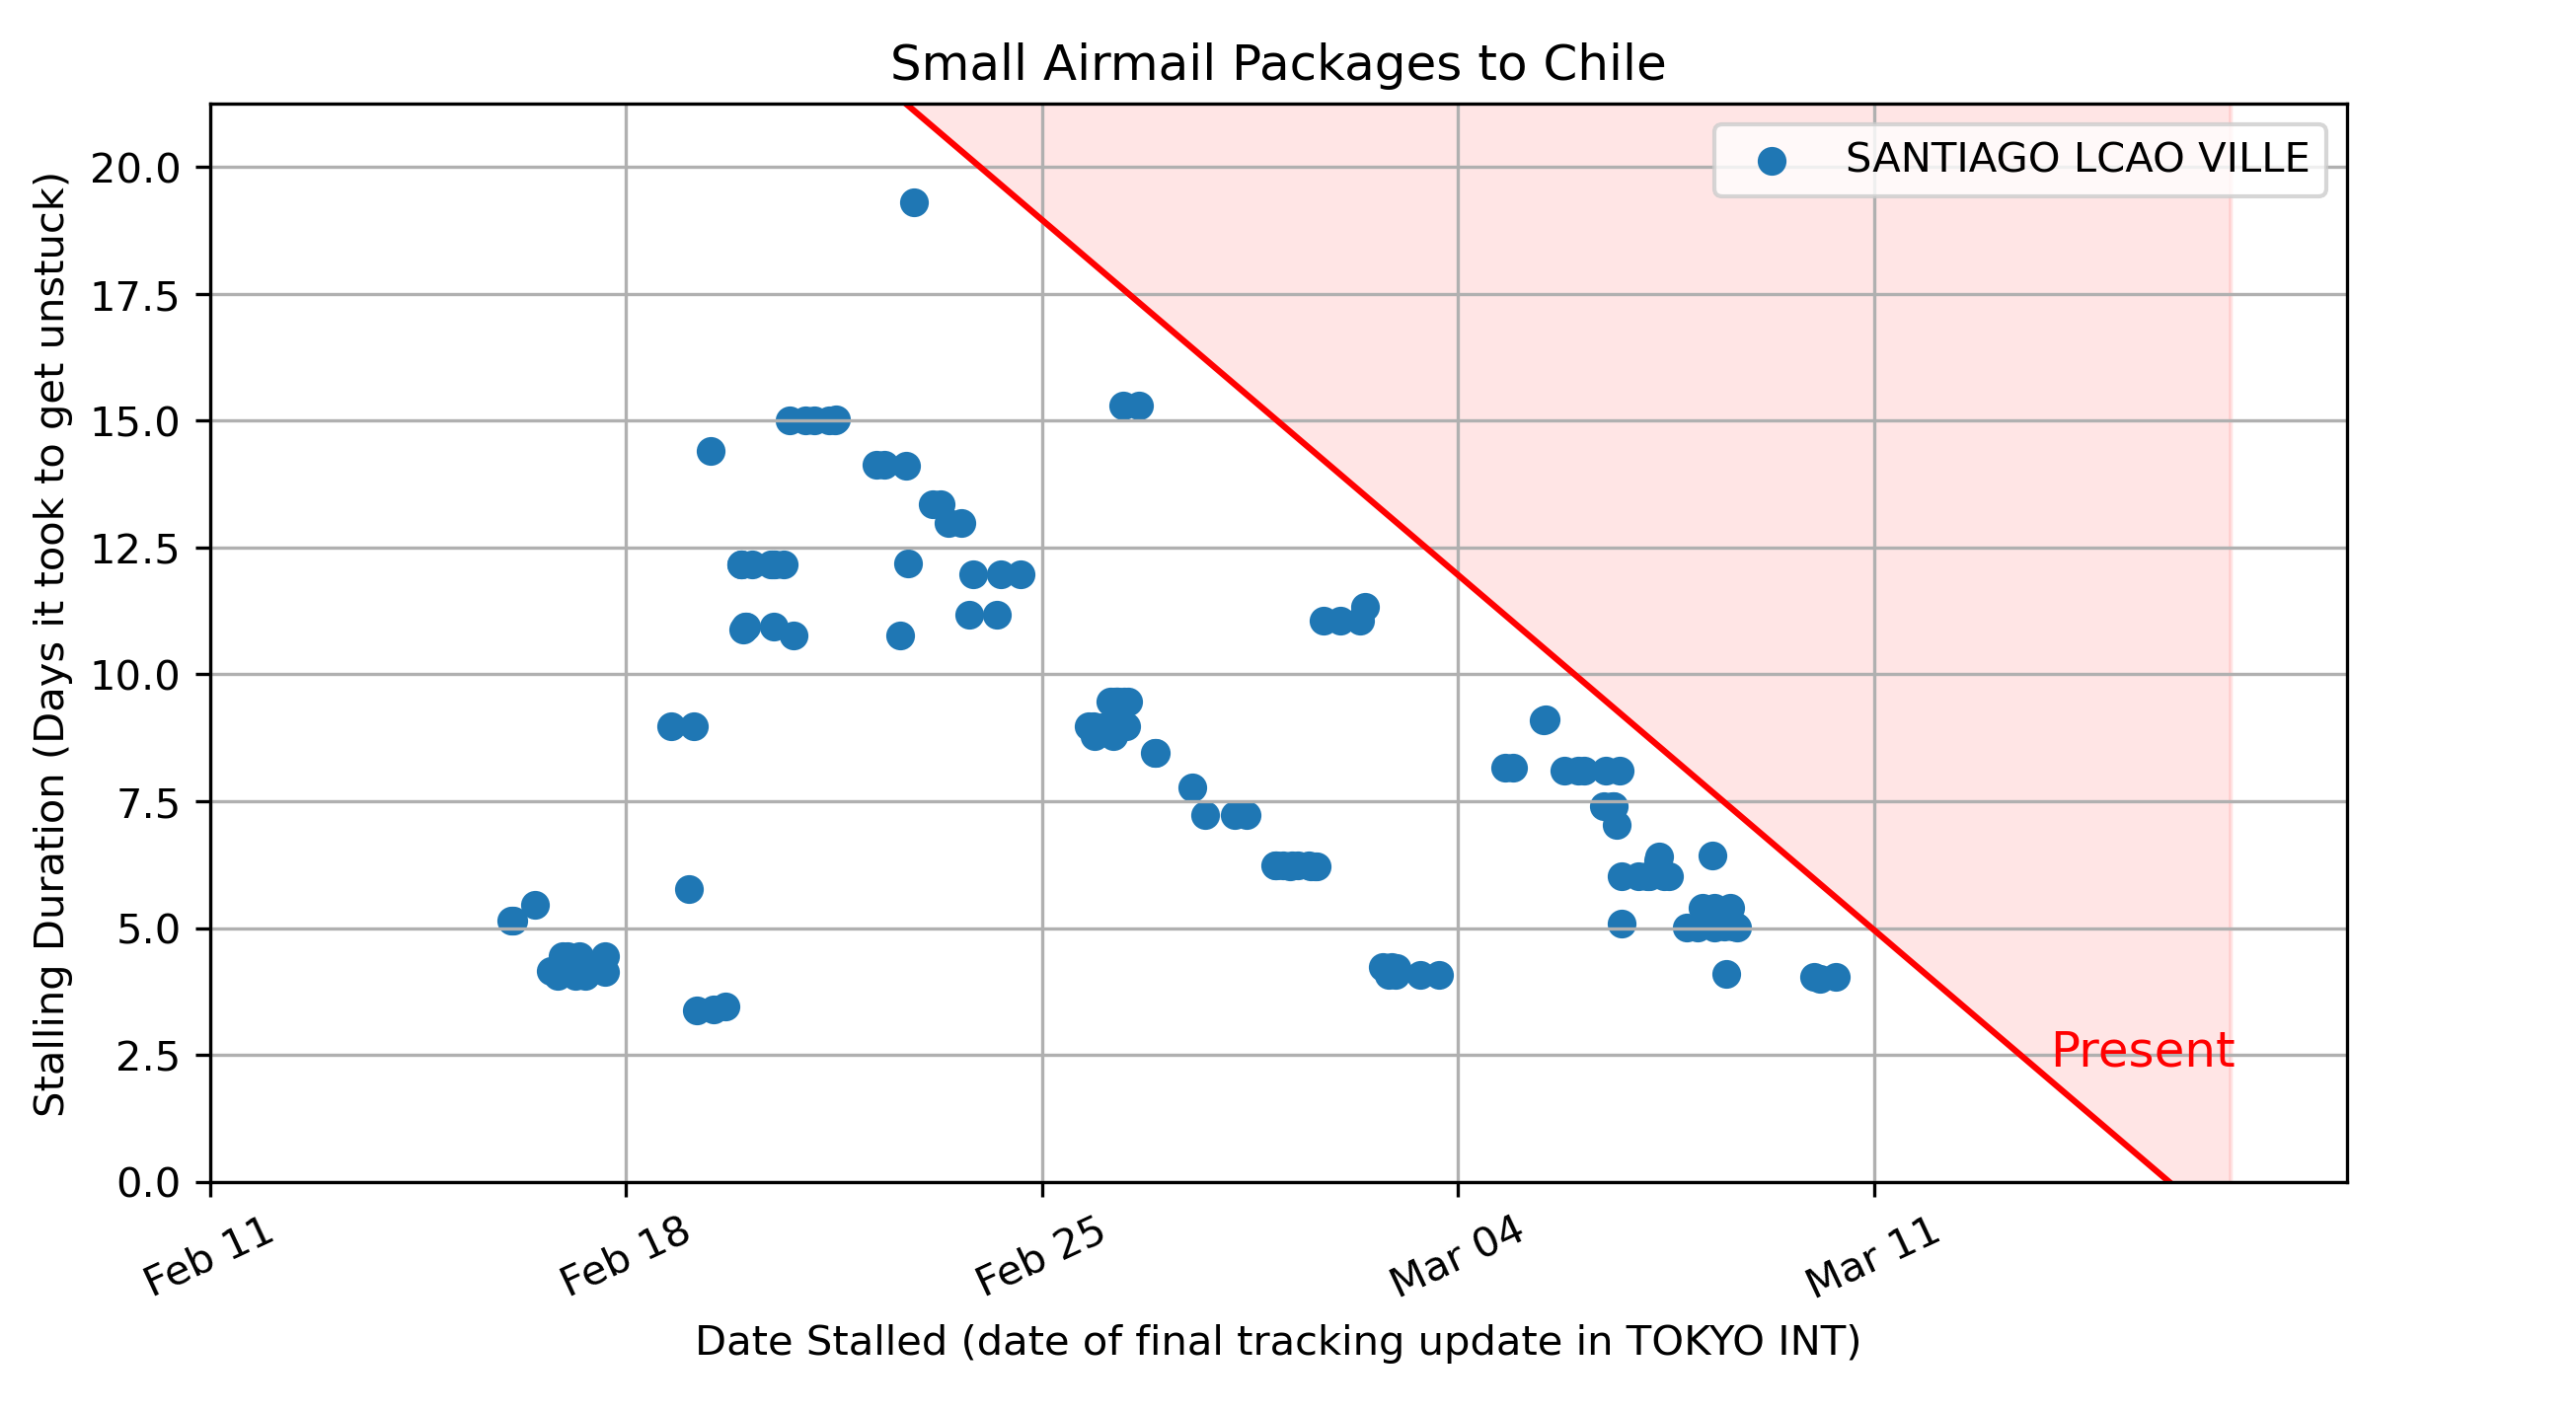 Small Airmail Packages to Chile
SANTIAGO LCAO VILLE
Stalling Duration (Days it took to get unstuck)
20.0
17.5
15.0
12.5
10.0
7.5
5.0
2.5
0.0
Present
Feb 11
Feb 18
Feb 25
Mar 04
Mar 11
Date Stalled (date of final tracking update in TOKYO INT)